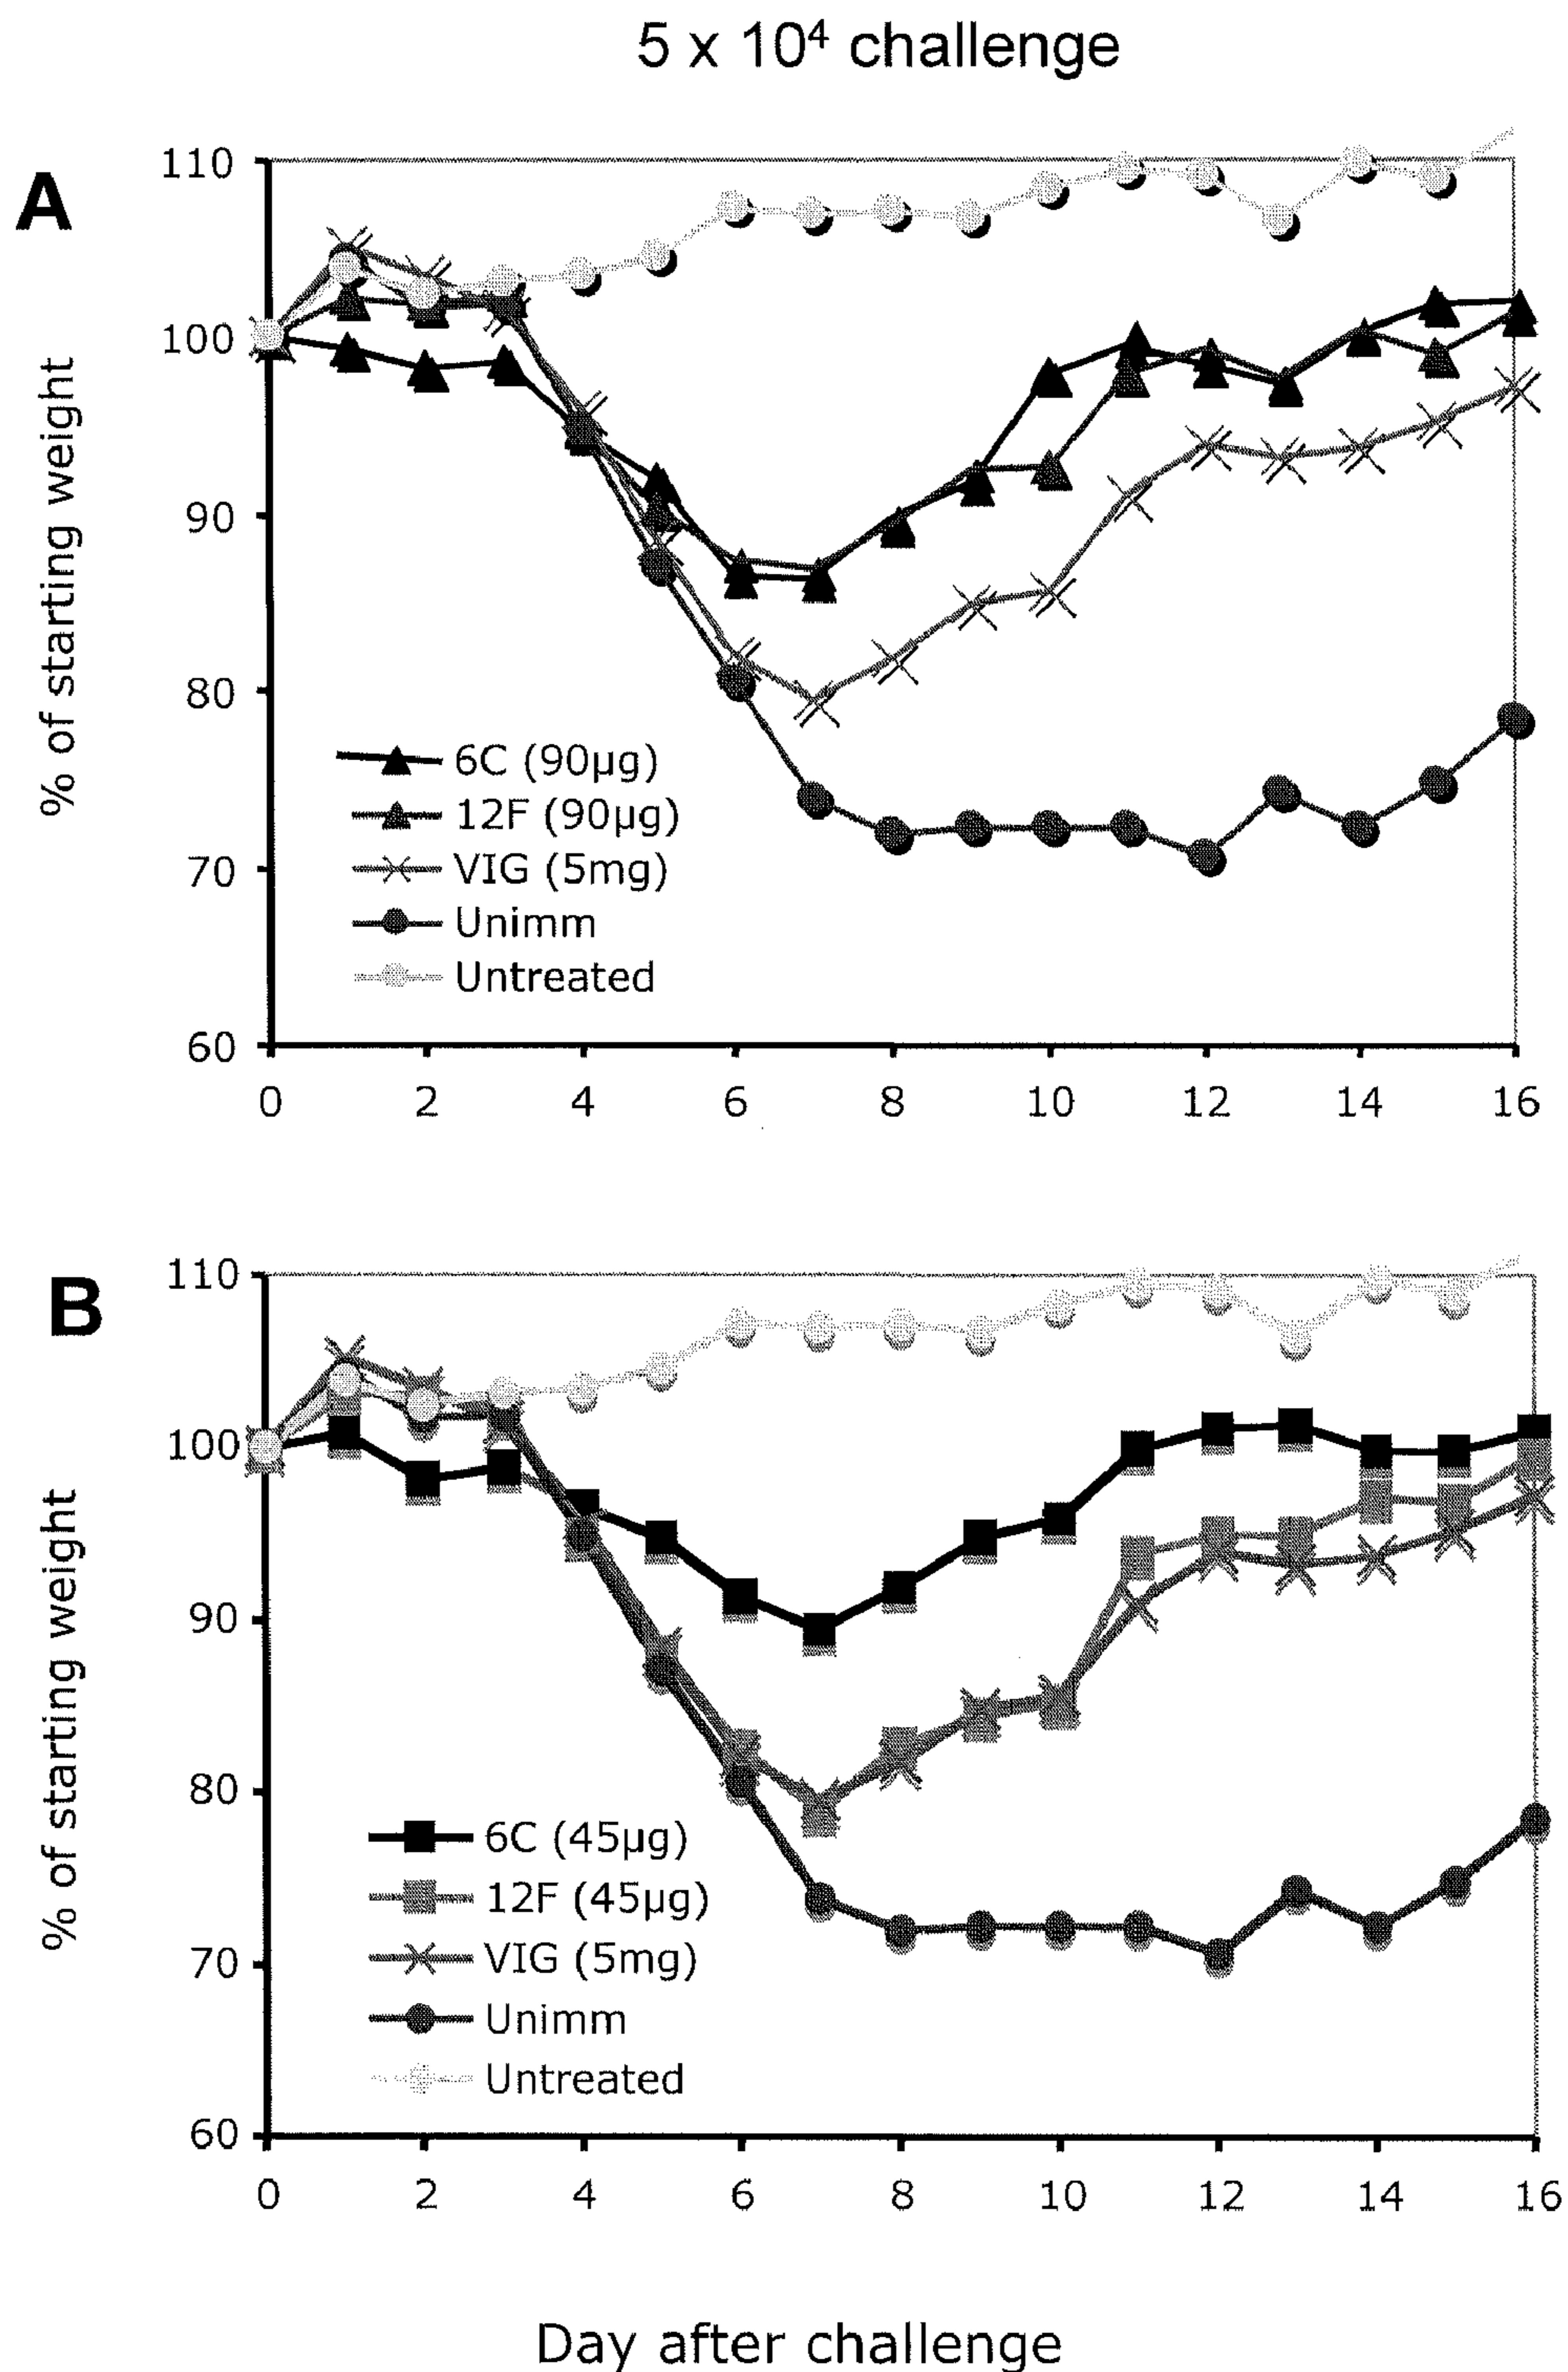 5 x 10⁴ challenge
A
110
100
90
80
70
60
% of starting weight
6C (90µg)
12F (90µg)
VIG (5mg)
Unimm
Untreated
0 2 4 6 8 10 12 14 16
B
110
100
90
80
70
60
% of starting weight
6C (45µg)
12F (45µg)
VIG (5mg)
Unimm
Untreated
0 2 4 6 8 10 12 14 16
Day after challenge